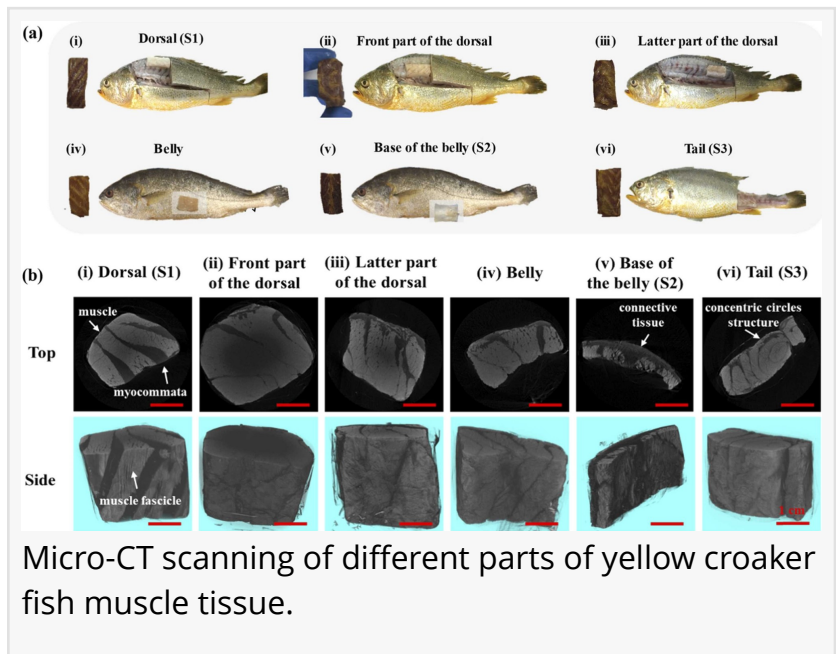 (a)
(i) Dorsal (S1)
(ii) Front part of the dorsal
(iii) Latter part of the dorsal
(iv) Belly
(v) Base of the belly (S2)
(vi) Tail (S3)
(b)
(i) Dorsal (S1)
(ii) Front part
of the dorsal
(iii) Latter part
of the dorsal
(iv) Belly
(v) Base of
the belly (S2)
(vi) Tail (S3)
Top
muscle
myocommata
connective
tissue
concentric circles
structure
Side
muscle fascicle
1 cm
Micro-CT scanning of different parts of yellow croaker
fish muscle tissue.